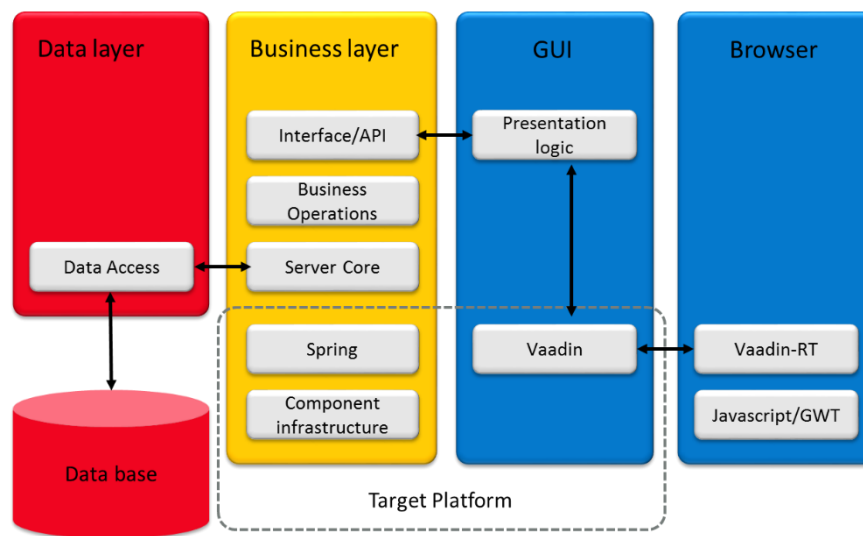 Data layer
Business layer
GUI
Browser
Interface/API
Presentation
logic
Business
Operations
Data Access
Server Core
Spring
Vaadin
Vaadin-RT
Component
infrastructure
Javascript/GWT
Data base
Target Platform